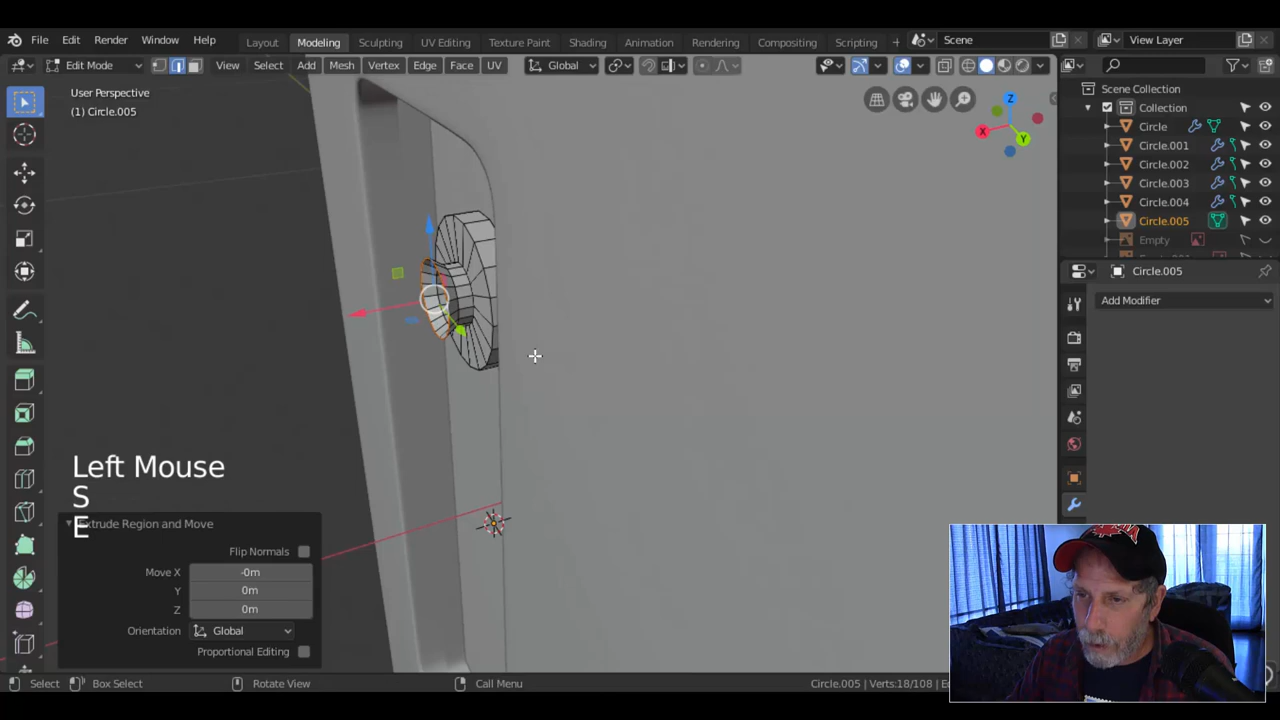 File Edit Render Window Help Layout Modeling Sculpting UV Editing Texture Paint Shading Animation Rendering Compositing Scripting + Scene View Layer
Edit Mode View Select Add Mesh Vertex Edge Face UV Global
User Perspective
(1) Circle.005
Z
X
Y
Scene Collection
Collection
Circle
Circle.001
Circle.002
Circle.003
Circle.004
Circle.005
Empty
Circle.005
Add Modifier
Left Mouse
S
E
Extrude Region and Move
Flip Normals
Move X -0m
Y 0m
Z 0m
Orientation Global
Proportional Editing
Select Box Select Rotate View Call Menu Circle.005 | Verts:18/108 |